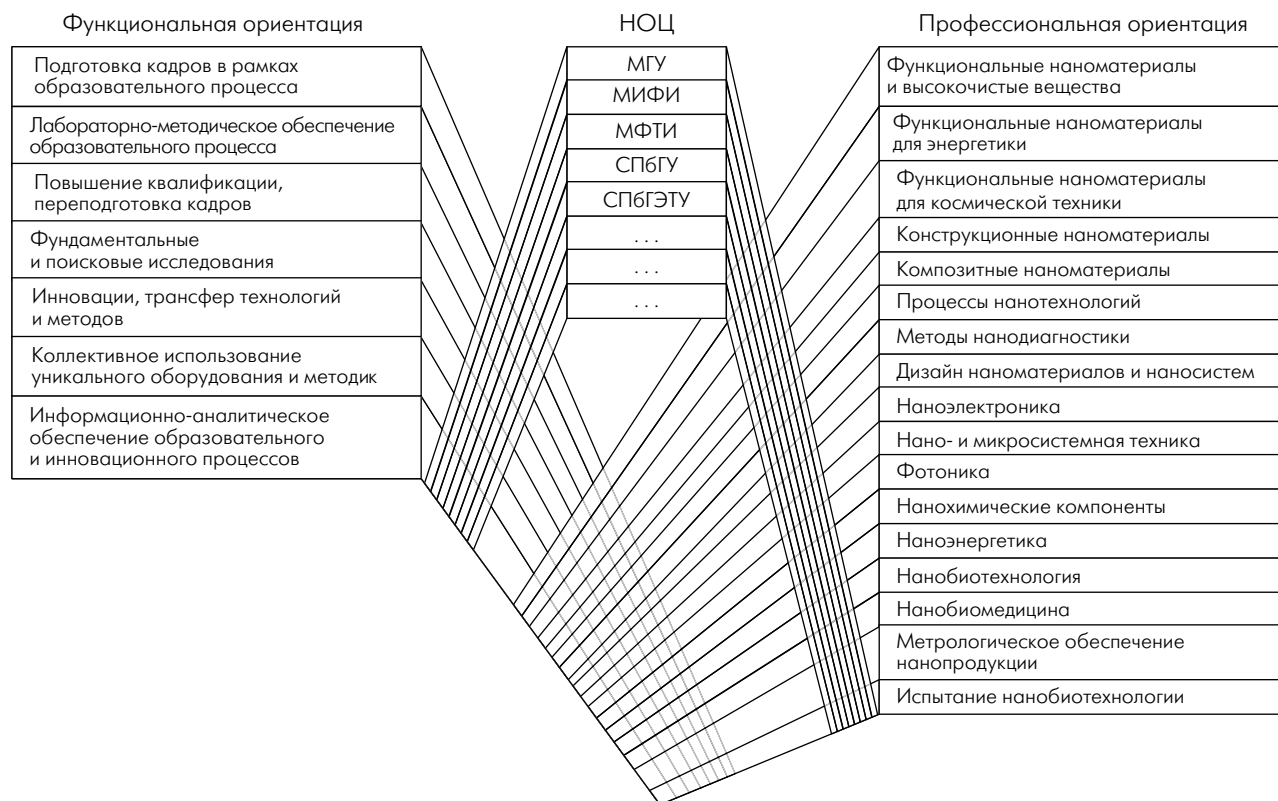 Функциональная ориентация
Подготовка кадров в рамках
образовательного процесса
Лабораторно-методическое обеспечение
образовательного процесса
Повышение квалификации,
переподготовка кадров
Фундаментальные
и поисковые исследования
Инновации, трансфер технологий
и методов
Коллективное использование
уникального оборудования и методик
Информационно-аналитическое
обеспечение образовательного
и инновационного процессов
НОЦ
МГУ
МИФИ
МФТИ
СПбГУ
СПбГЭТУ
. . .
. . .
. . .
Профессиональная ориентация
Функциональные наноматериалы
и высокочистые вещества
Функциональные наноматериалы
для энергетики
Функциональные наноматериалы
для космической техники
Конструкционные наноматериалы
Композитные наноматериалы
Процессы нанотехнологий
Методы нанодиагностики
Дизайн наноматериалов и наносистем
Наноэлектроника
Нано- и микросистемная техника
Фотоника
Нанохимические компоненты
Наноэнергетика
Нанобиотехнология
Нанобиомедицина
Метрологическое обеспечение
нанопродукции
Испытание нанобиотехнологии